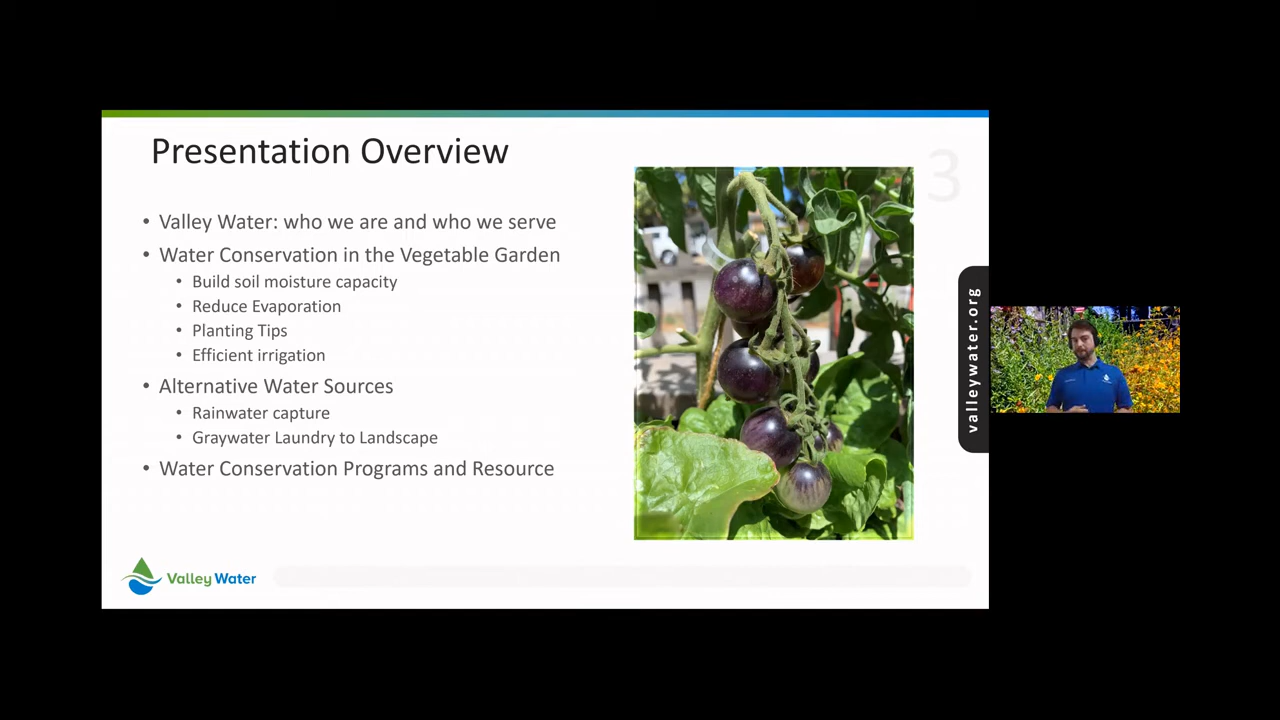 Presentation Overview
3
• Valley Water: who we are and who we serve
• Water Conservation in the Vegetable Garden
• Build soil moisture capacity
• Reduce Evaporation
• Planting Tips
• Efficient irrigation
• Alternative Water Sources
• Rainwater capture
• Graywater Laundry to Landscape
• Water Conservation Programs and Resource
Valley Water
valleywater.org